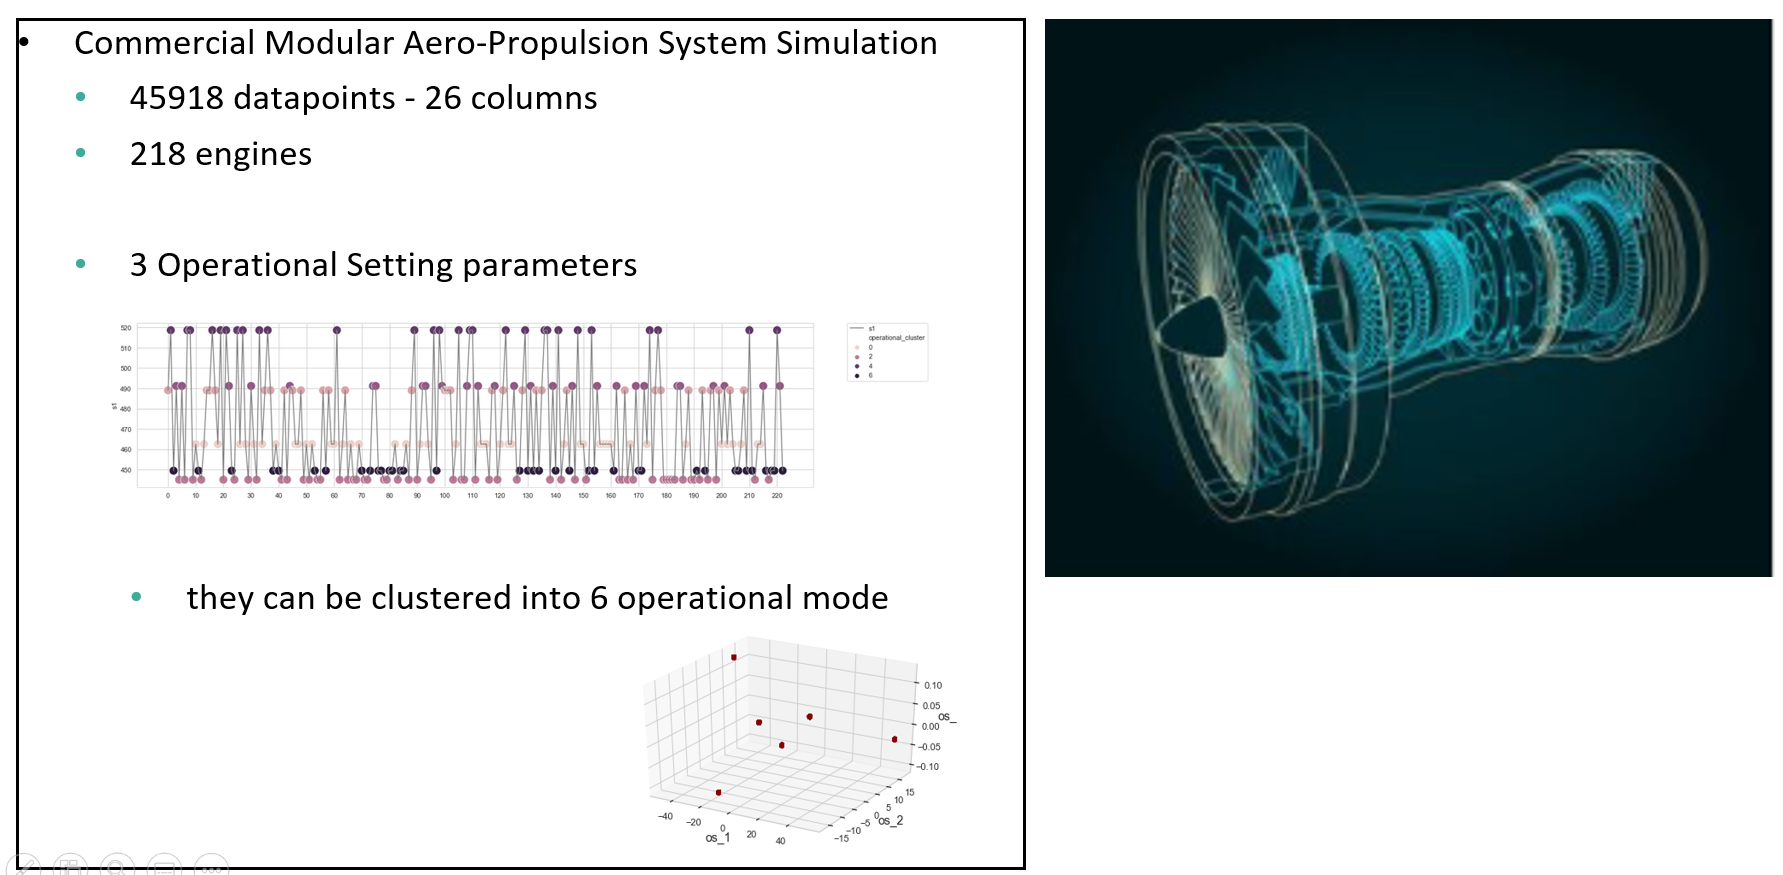 Commercial Modular Aero-Propulsion System Simulation
45918 datapoints - 26 columns
218 engines
3 Operational Setting parameters
520
510
500
490
480
470
460
450
s1
0 10 20 30 40 50 60 70 80 90 100 110 120 130 140 150 160 170 180 190 200 210 220
s1
operational_cluster
0
2
4
6
they can be clustered into 6 operational mode
0.10
0.05
0.00
−0.05
−0.10
os_
−40 −20 0 20 40
os_1
−15 −10 −5 0 5 10 15
os_2